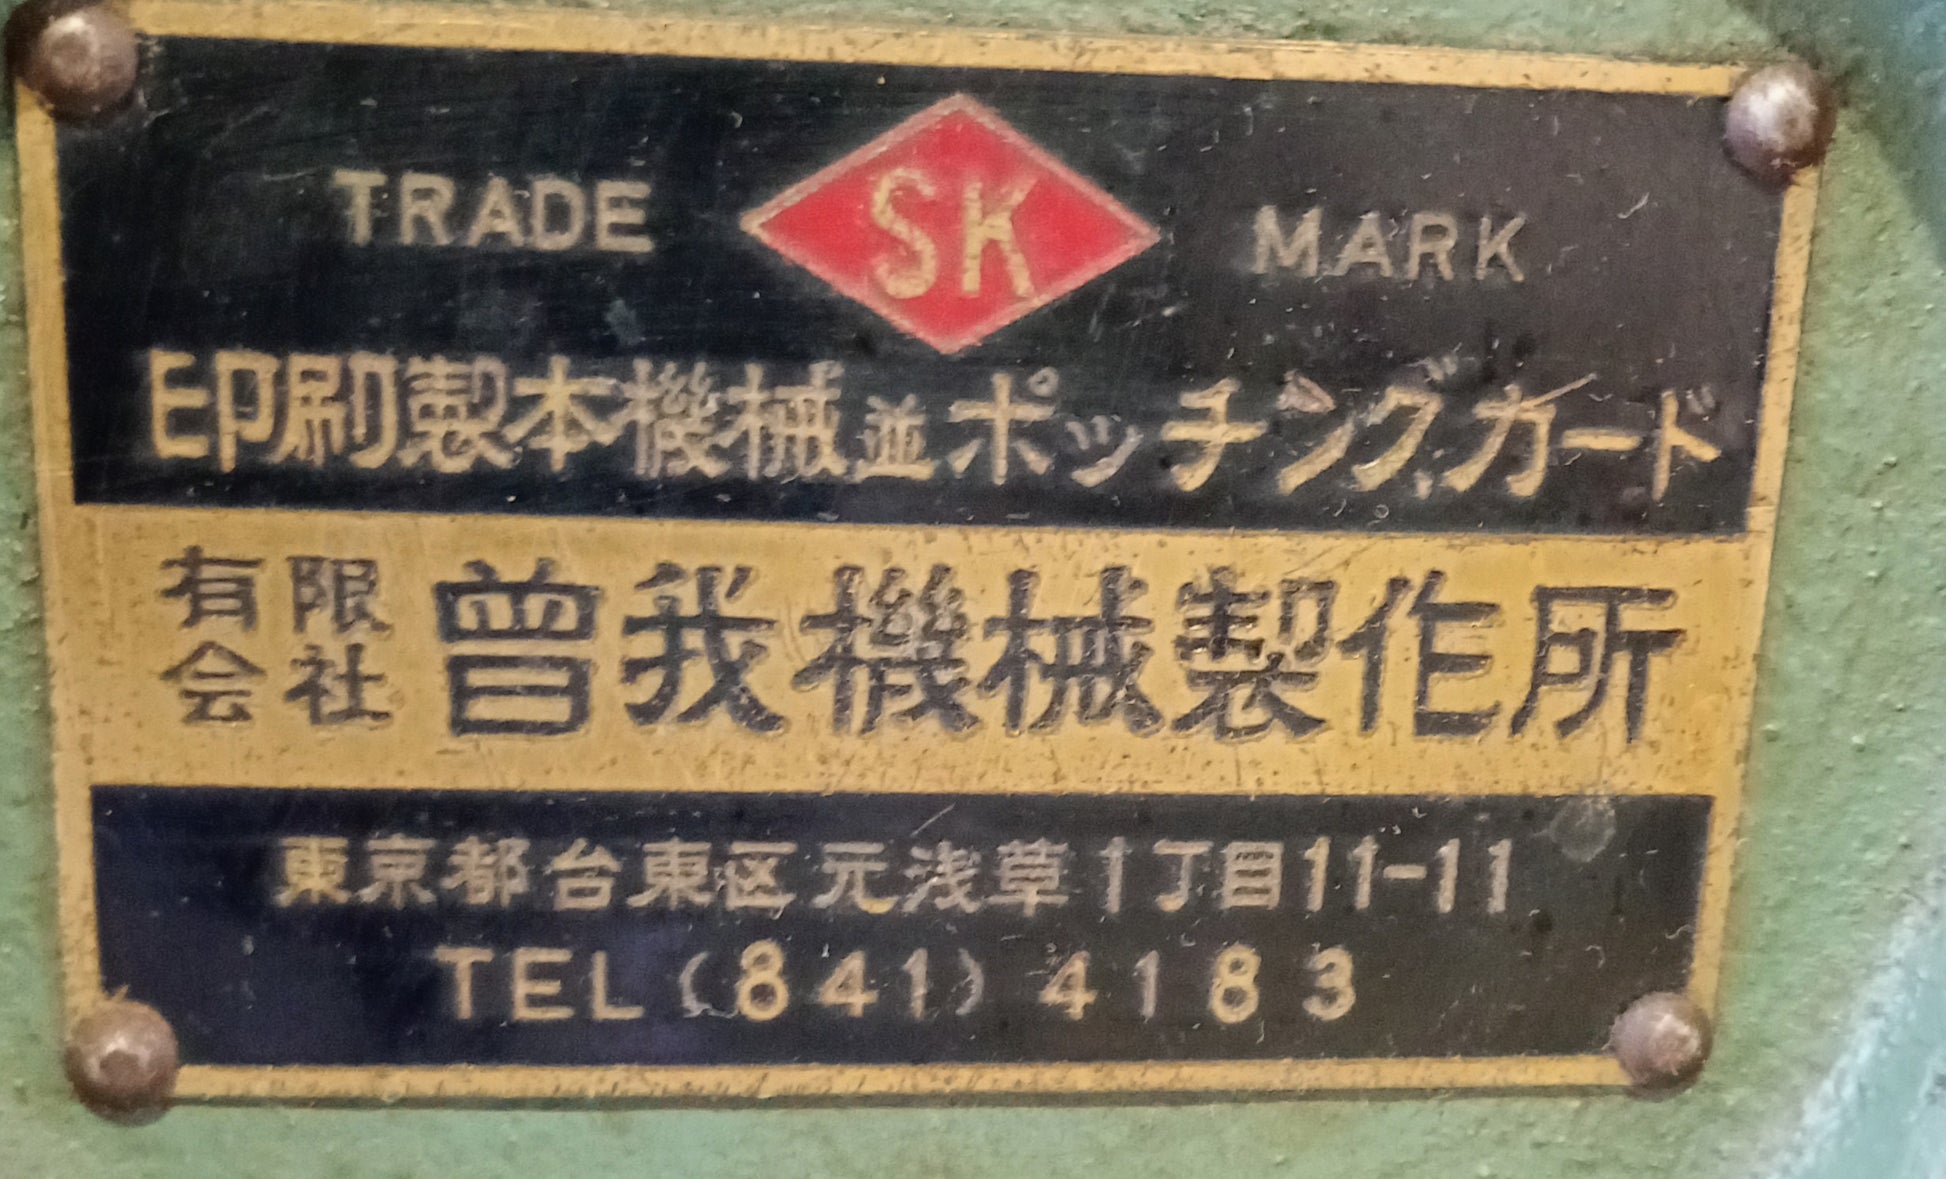 TRADE SK MARK
印刷製本機械並ポッチングカード
有限会社 曽我機械製作所
東京都台東区元浅草1丁目11-11
TEL (841) 4183